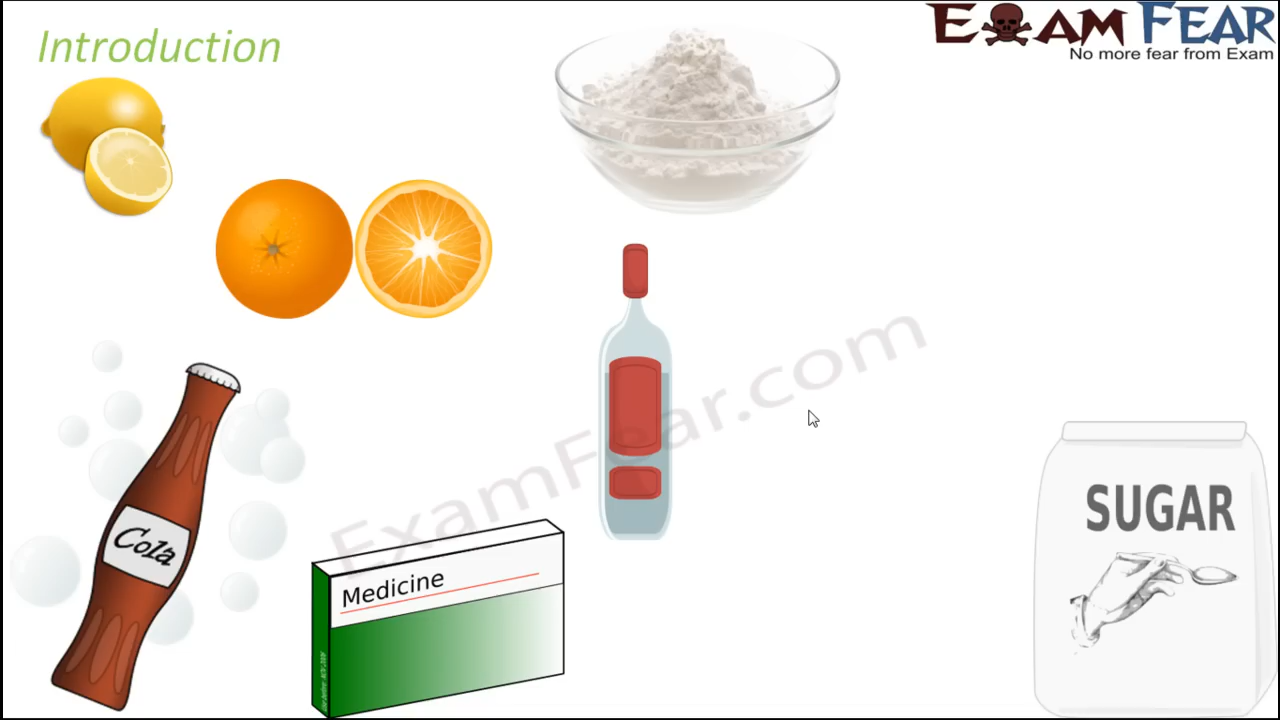 Introduction
EXAM FEAR
No more fear from Exam
ExamFear.com
SUGAR
Cola
Medicine